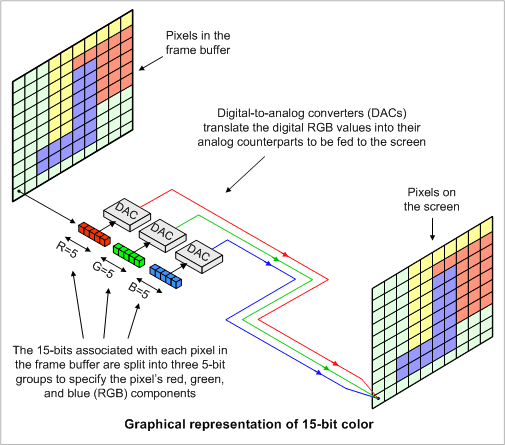 Pixels in the
frame buffer
Digital-to-analog converters (DACs)
translate the digital RGB values into their
analog counterparts to be fed to the screen
Pixels on
the screen
DAC
DAC
DAC
R=5
G=5
B=5
The 15-bits associated with each pixel in
the frame buffer are split into three 5-bit
groups to specify the pixel's red, green,
and blue (RGB) components
Graphical representation of 15-bit color